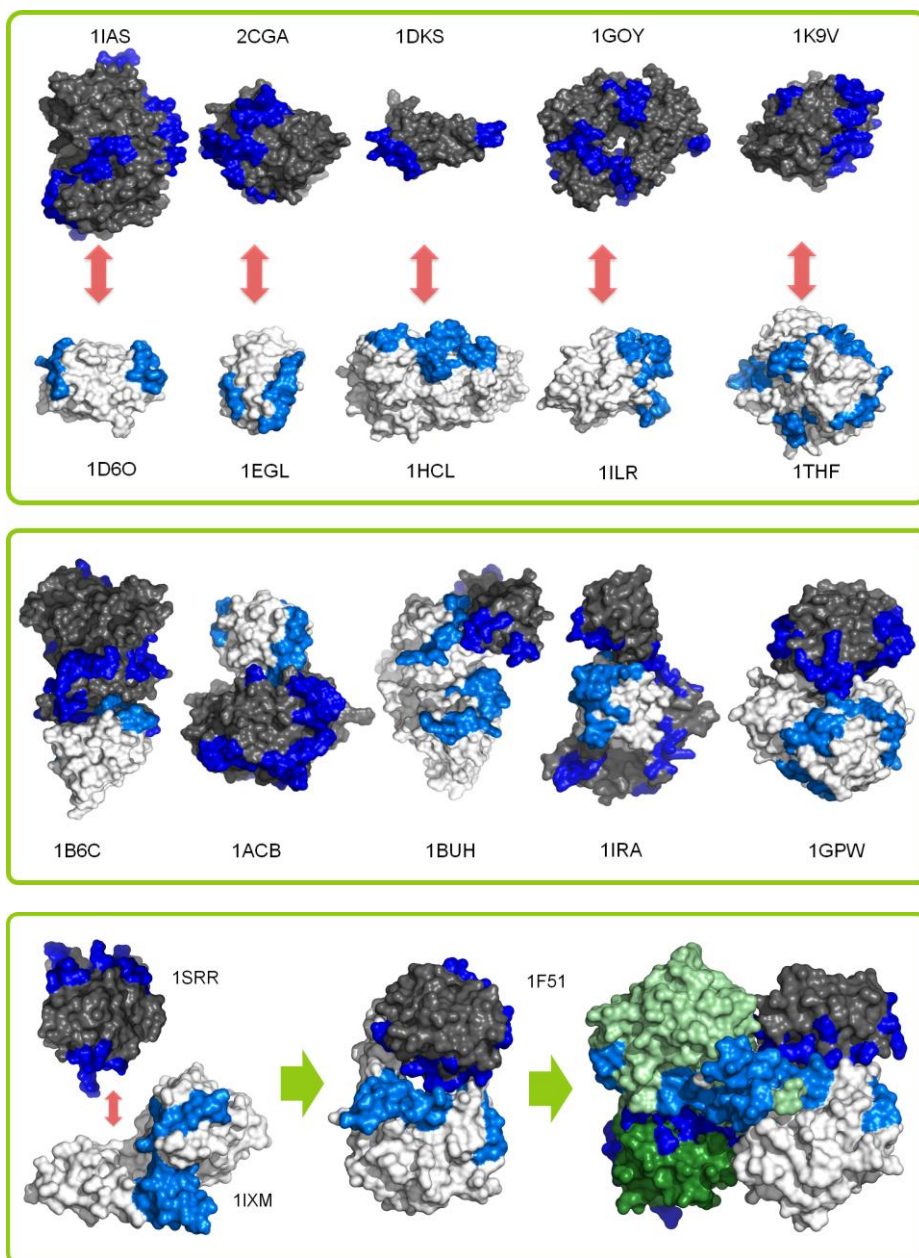 1IAS 2CGA 1DKS 1GOY 1K9V
1D6O 1EGL 1HCL 1ILR 1THF
1B6C 1ACB 1BUH 1IRA 1GPW
1SRR 1F51
1IXM